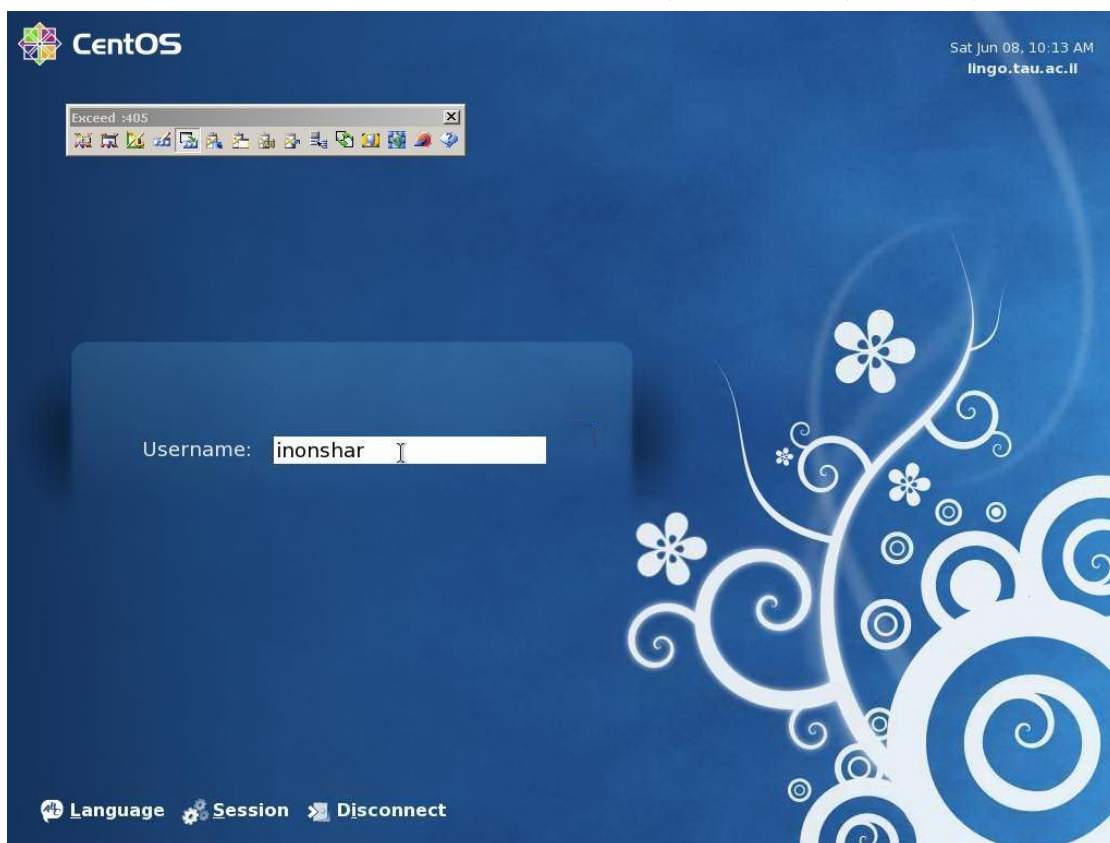 CentOS
Sat Jun 08, 10:13 AM
lingo.tau.ac.il
Exceed :405
Username: inonshar
Language Session Disconnect